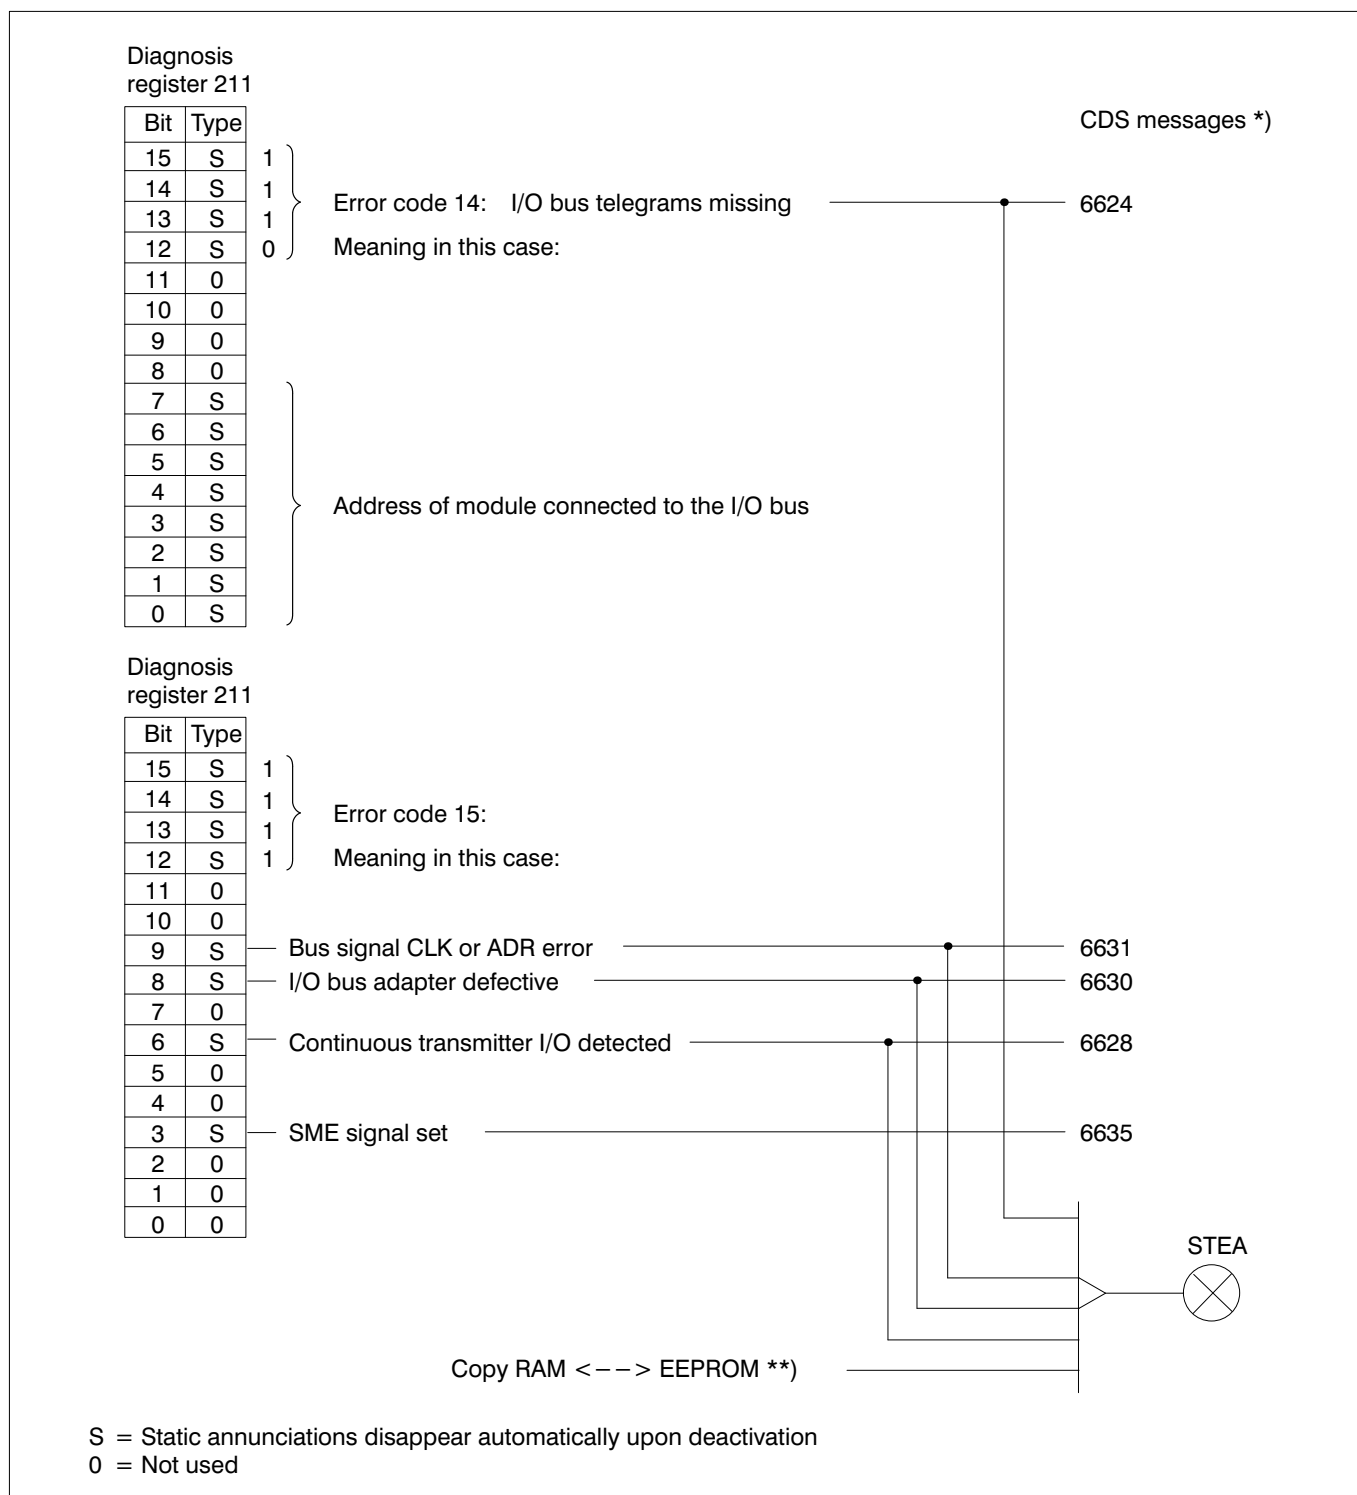 Diagnosis
register 211
CDS messages *)
Bit Type
15 S 1
14 S 1
Error code 14: I/O bus telegrams missing 6624
13 S 1
12 S 0 Meaning in this case:
11 0
10 0
9 0
8 0
7 S
6 S
5 S
4 S
Address of module connected to the I/O bus
3 S
2 S
1 S
0 S
Diagnosis
register 211
Bit Type
15 S 1
14 S 1
Error code 15:
13 S 1
12 S 1 Meaning in this case:
11 0
10 0
9 S Bus signal CLK or ADR error 6631
8 S I/O bus adapter defective 6630
7 0
6 S Continuous transmitter I/O detected 6628
5 0
4 0
3 S SME signal set 6635
2 0
1 0
0 0
STEA
Copy RAM <--> EEPROM **)
S = Static annunciations disappear automatically upon deactivation
0 = Not used